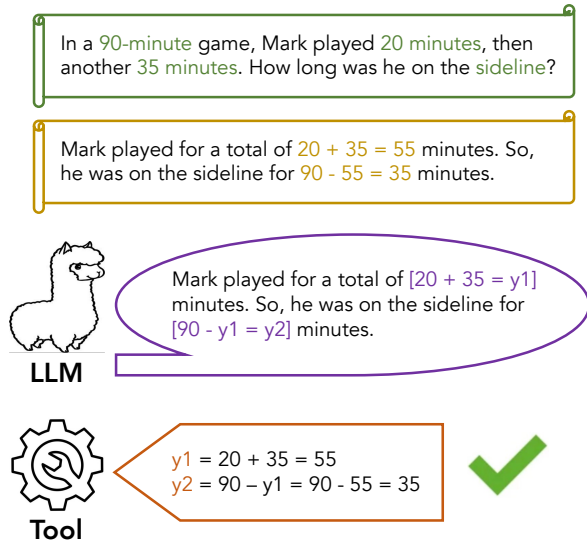 In a 90-minute game, Mark played 20 minutes, then
another 35 minutes. How long was he on the sideline?
Mark played for a total of 20 + 35 = 55 minutes. So,
he was on the sideline for 90 - 55 = 35 minutes.
Mark played for a total of [20 + 35 = y1]
minutes. So, he was on the sideline for
[90 - y1 = y2] minutes.
LLM
y1 = 20 + 35 = 55
y2 = 90 – y1 = 90 - 55 = 35
Tool